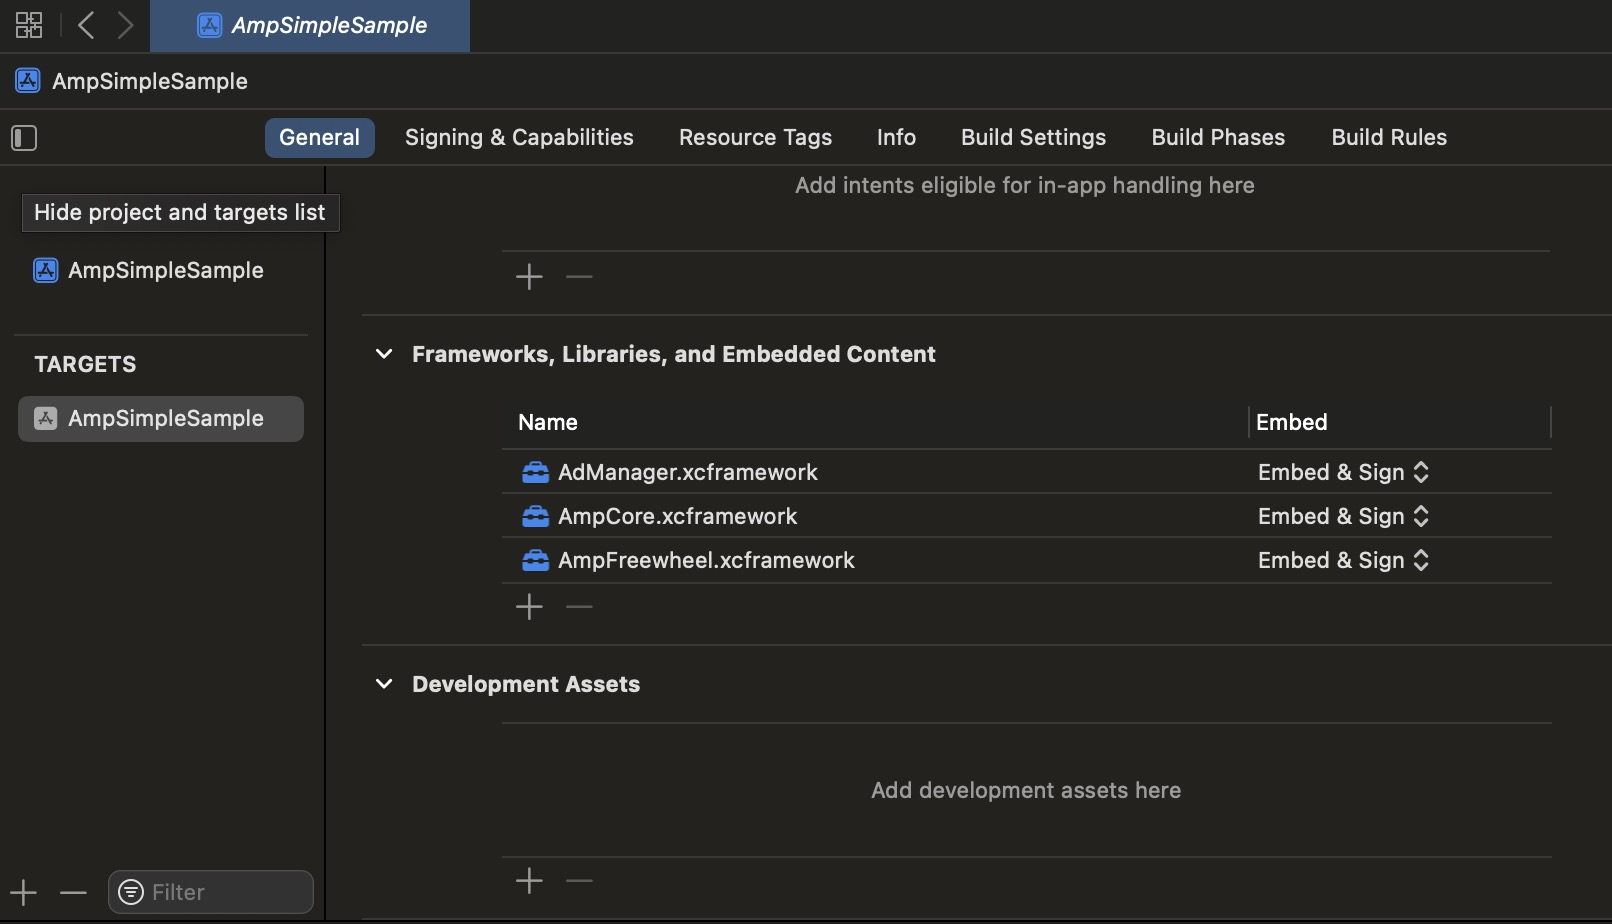 AmpSimpleSample
AmpSimpleSample
General Signing & Capabilities Resource Tags Info Build Settings Build Phases Build Rules
Add intents eligible for in-app handling here
Hide project and targets list
AmpSimpleSample
TARGETS
AmpSimpleSample
Frameworks, Libraries, and Embedded Content
Name Embed
AdManager.xcframework Embed & Sign
AmpCore.xcframework Embed & Sign
AmpFreewheel.xcframework Embed & Sign
Development Assets
Add development assets here
Filter